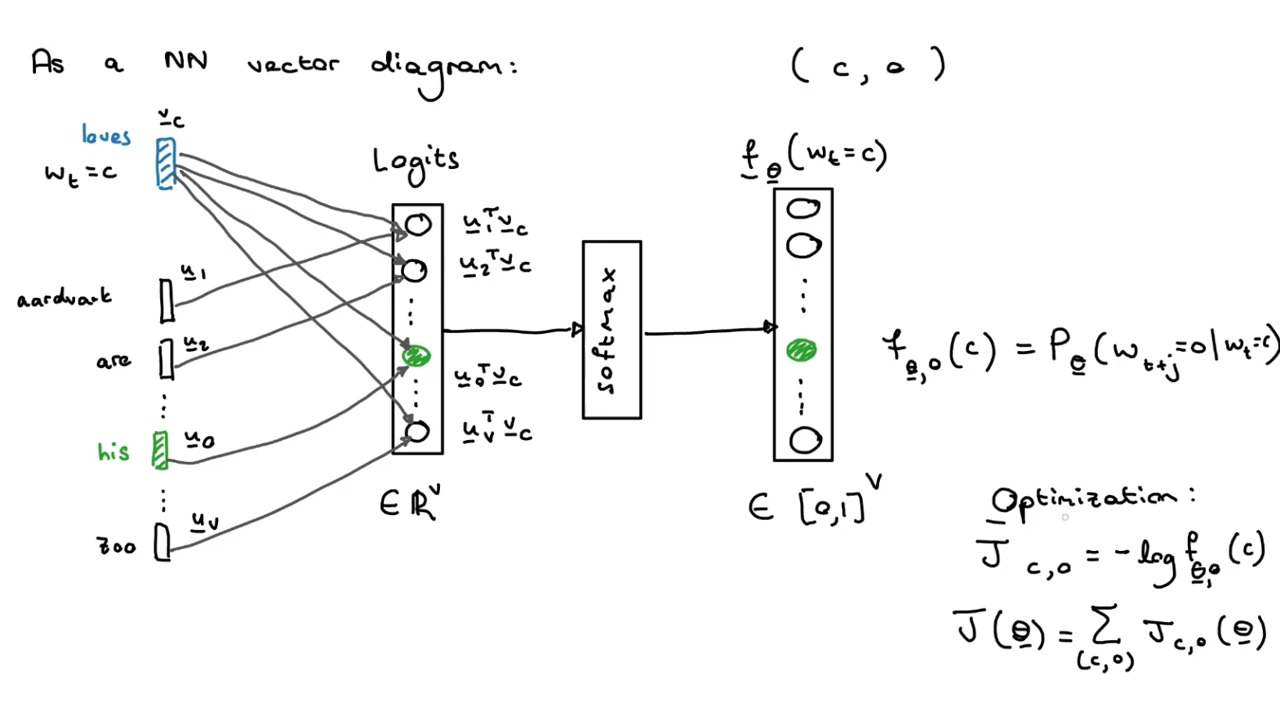 As a NN vector diagram:
( c, o )
loves
v_c
w_t = c
Logits
f_θ(w_t = c)
u_1^T v_c
u_2^T v_c
u_o^T v_c
u_V^T v_c
aardvark
u_1
are
u_2
his
u_o
zoo
u_V
softmax
f_θ,o(c) = P_θ(w_t+j = o | w_t = c)
∈ ℝ^V
∈ [0,1]^V
Optimization:
J_c,o = -log f_θ,o(c)
J(θ) = Σ_(c,o) J_c,o(θ)